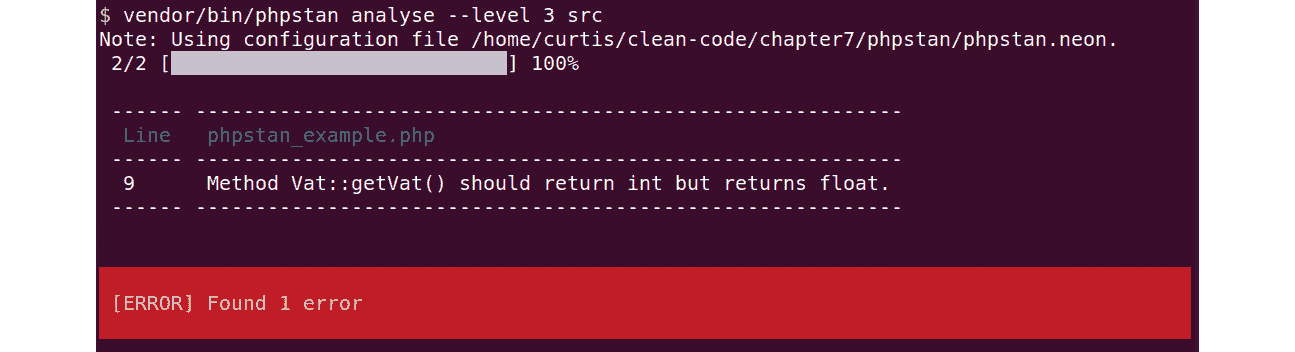 $ vendor/bin/phpstan analyse --level 3 src
Note: Using configuration file /home/curtis/clean-code/chapter7/phpstan/phpstan.neon.
2/2 [                            ] 100%
------ -----------------------------------------------------------
Line   phpstan_example.php
------ -----------------------------------------------------------
9      Method Vat::getVat() should return int but returns float.
------ -----------------------------------------------------------
[ERROR] Found 1 error